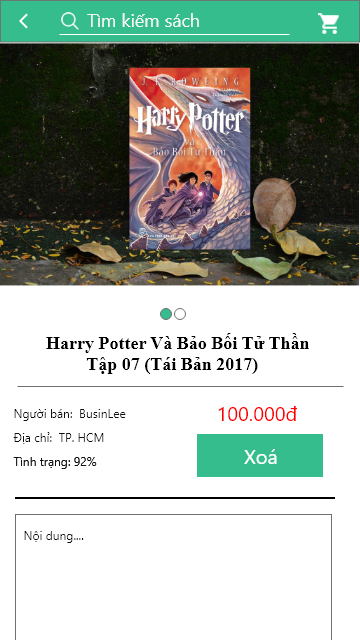 Tìm kiếm sách
J.K. ROWLING
Harry Potter
và
Bảo Bối Tử Thần
Harry Potter Và Bảo Bối Tử Thần
Tập 07 (Tái Bản 2017)
Người bán: BusinLee
100.000đ
Địa chỉ: TP. HCM
Xoá
Tình trạng: 92%
Nội dung....